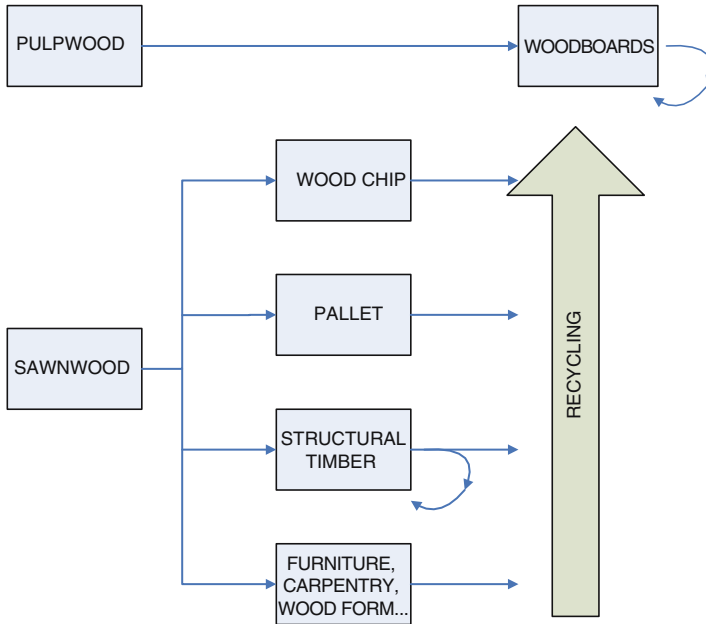 PULPWOOD
WOODBOARDS
WOOD CHIP
PALLET
SAWNWOOD
RECYCLING
STRUCTURAL
TIMBER
FURNITURE,
CARPENTRY,
WOOD FORM...